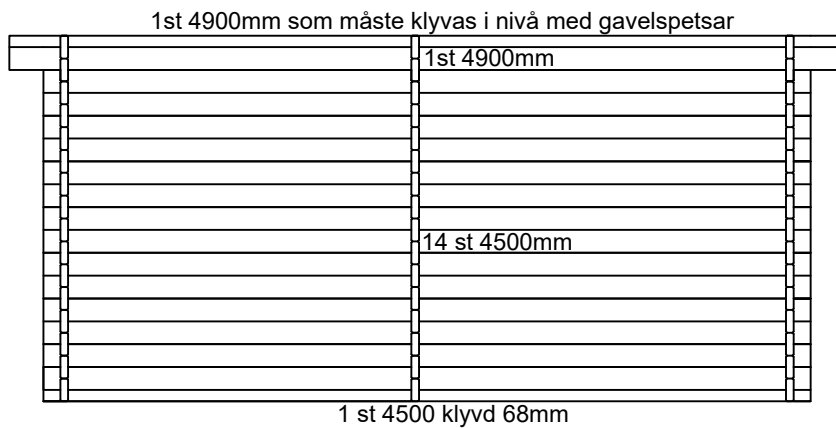 1st 4900mm som måste klyvas i nivå med gavelspetsar
1st 4900mm
14 st 4500mm
1 st 4500 klyvd 68mm